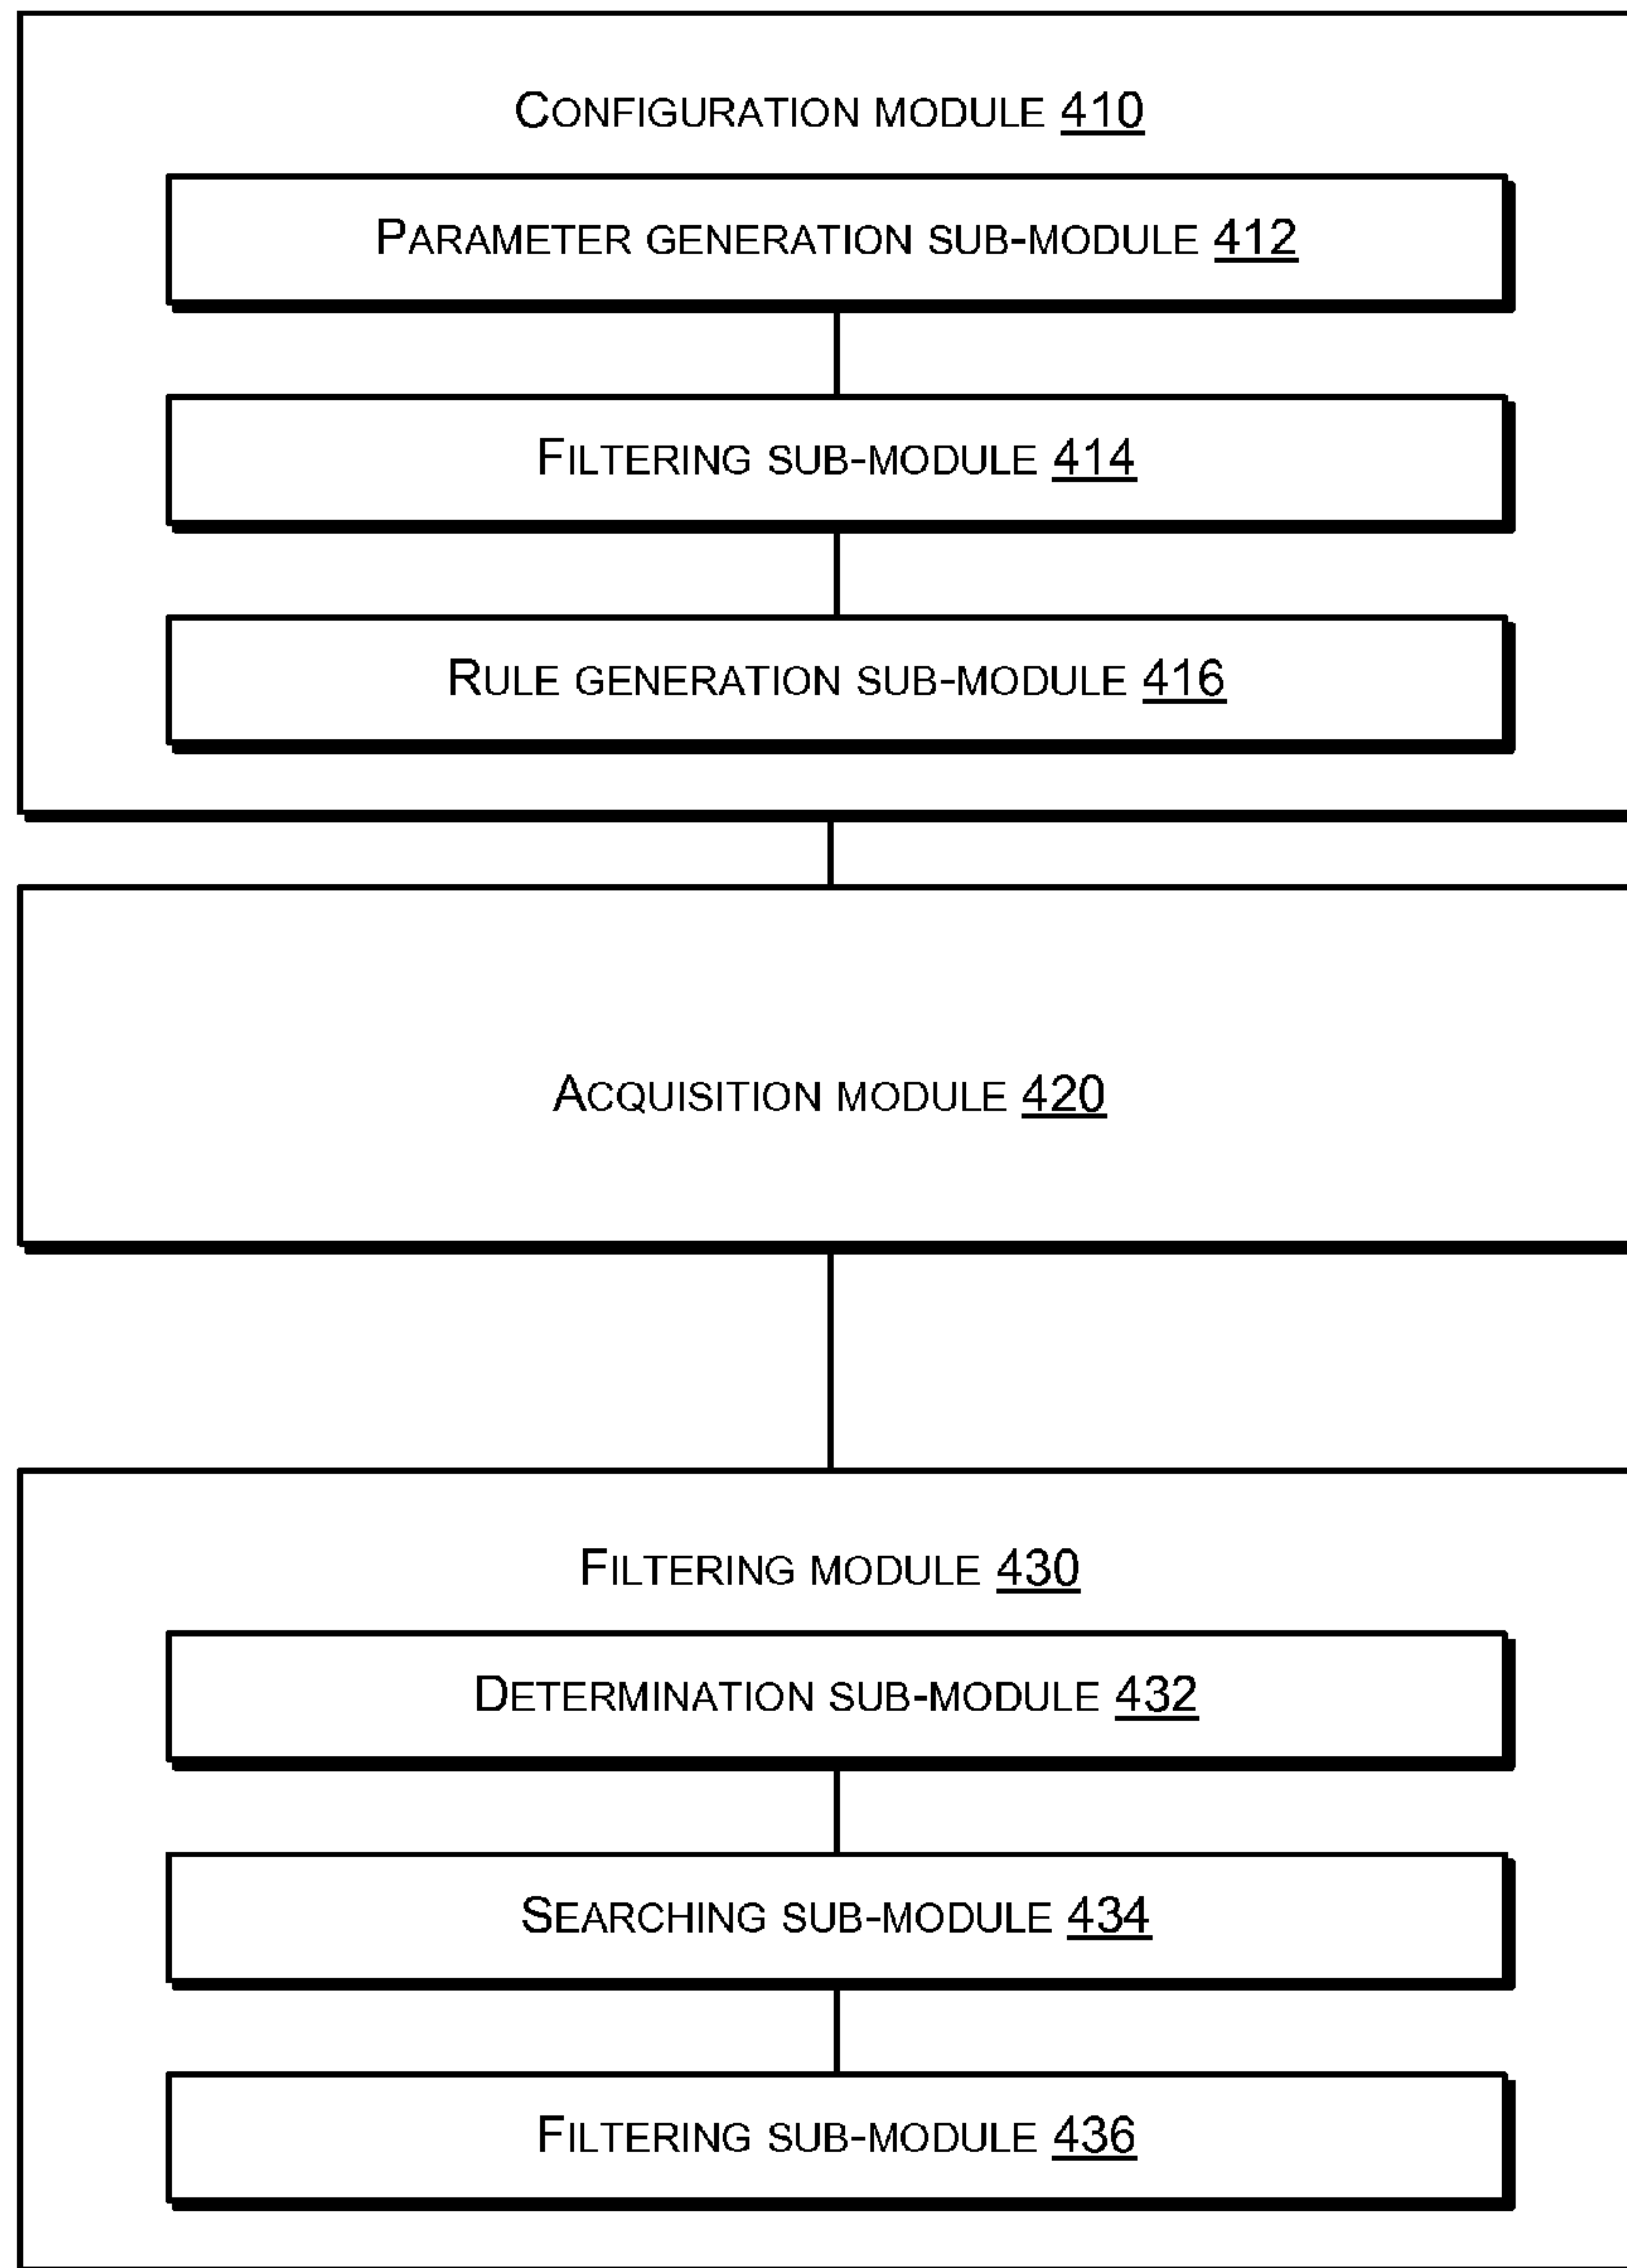 CONFIGURATION MODULE 410
PARAMETER GENERATION SUB-MODULE 412
FILTERING SUB-MODULE 414
RULE GENERATION SUB-MODULE 416
ACQUISITION MODULE 420
FILTERING MODULE 430
DETERMINATION SUB-MODULE 432
SEARCHING SUB-MODULE 434
FILTERING SUB-MODULE 436